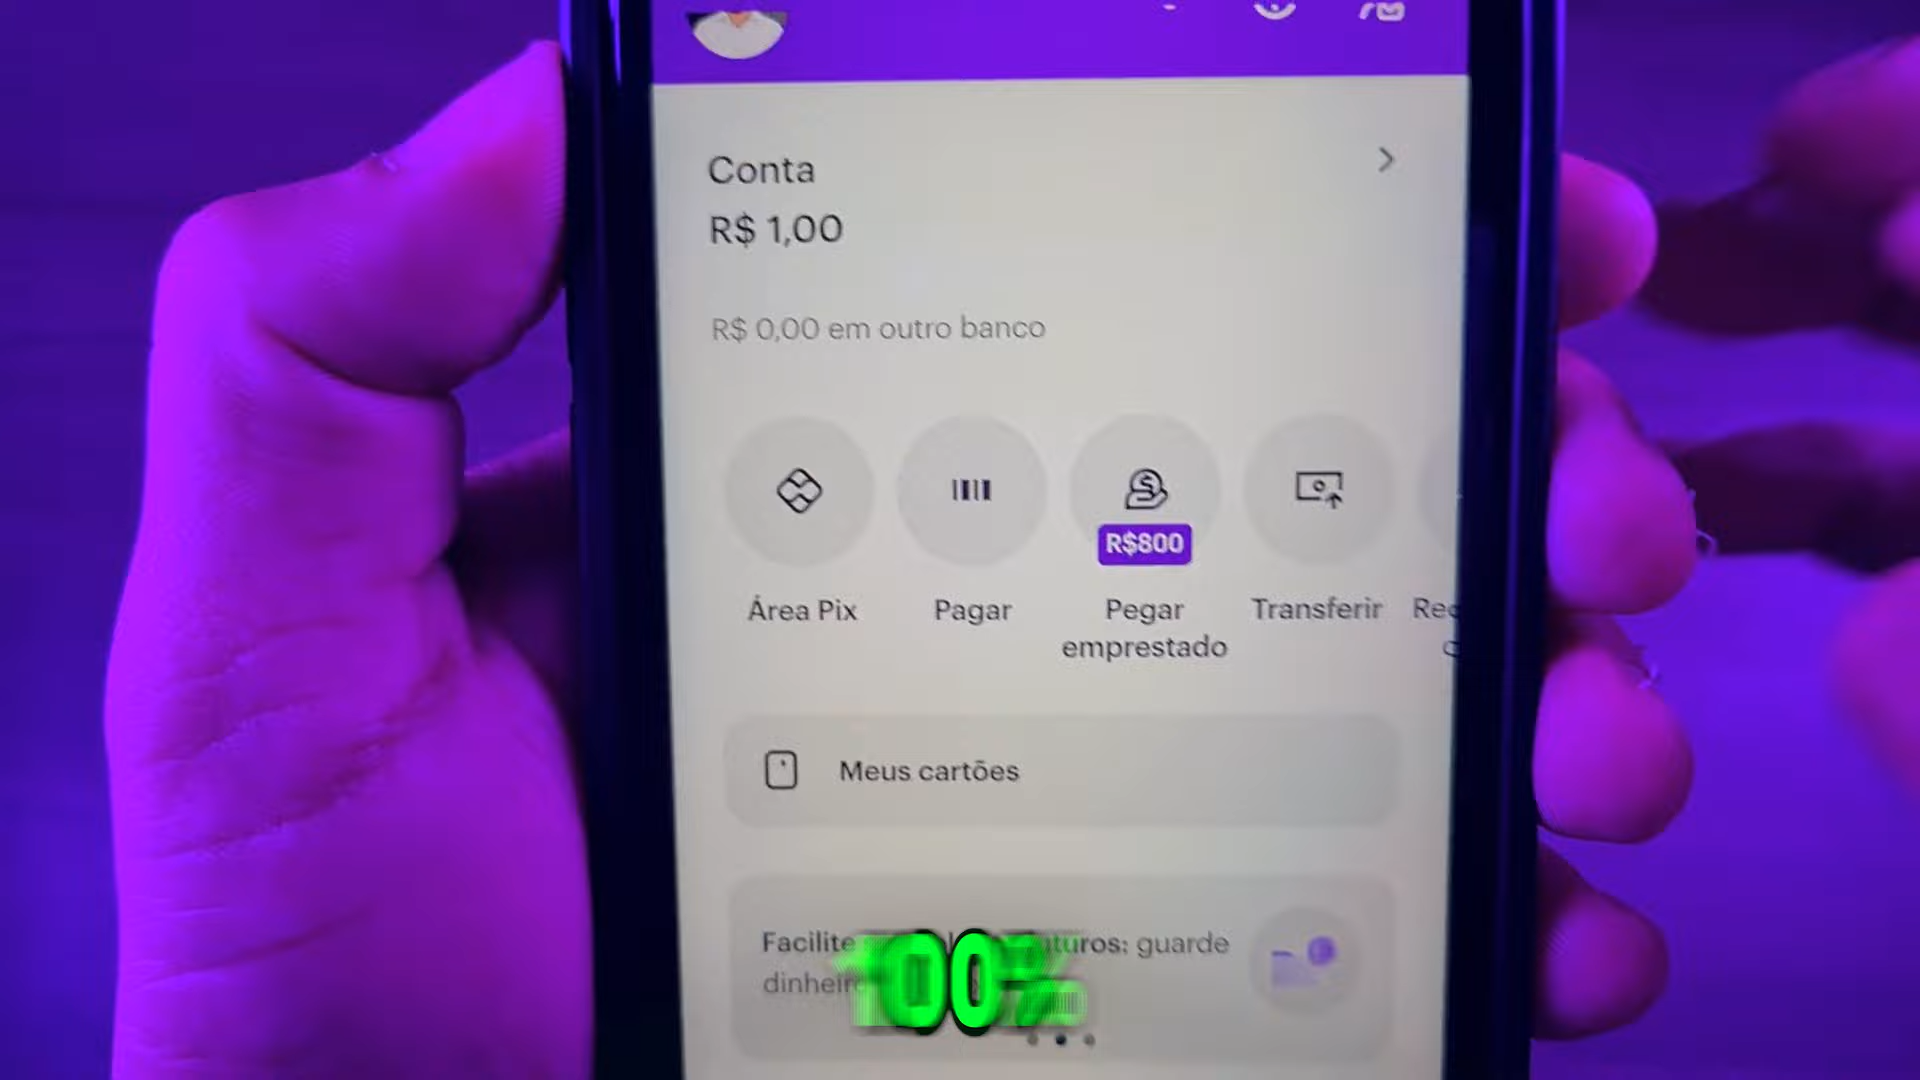 Conta
R$ 1,00
R$ 0,00 em outro banco
R$800
Área Pix
Pagar
Pegar
emprestado
Transferir
Meus cartões
Facilite
guarde
100%